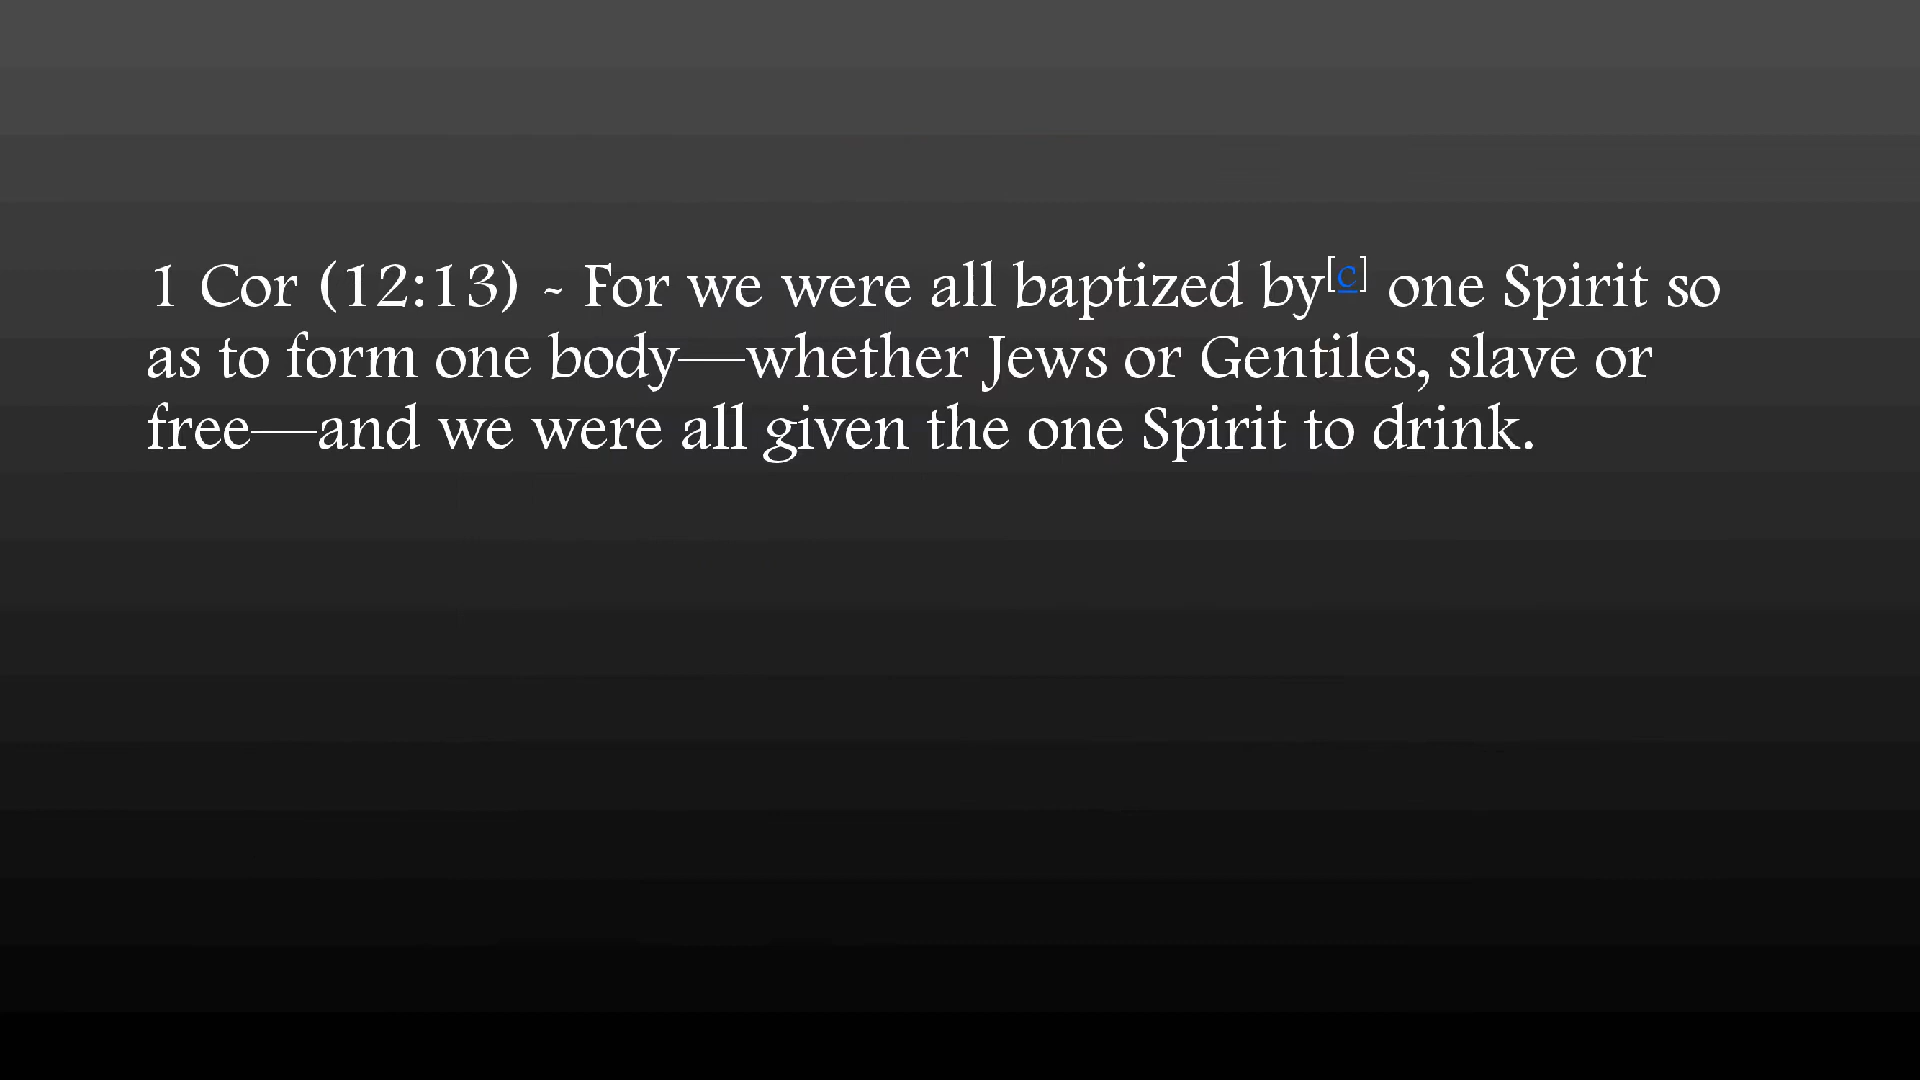 1 Cor (12:13) ~ For we were all baptized by[c] one Spirit so
as to form one body—whether Jews or Gentiles, slave or
free—and we were all given the one Spirit to drink.